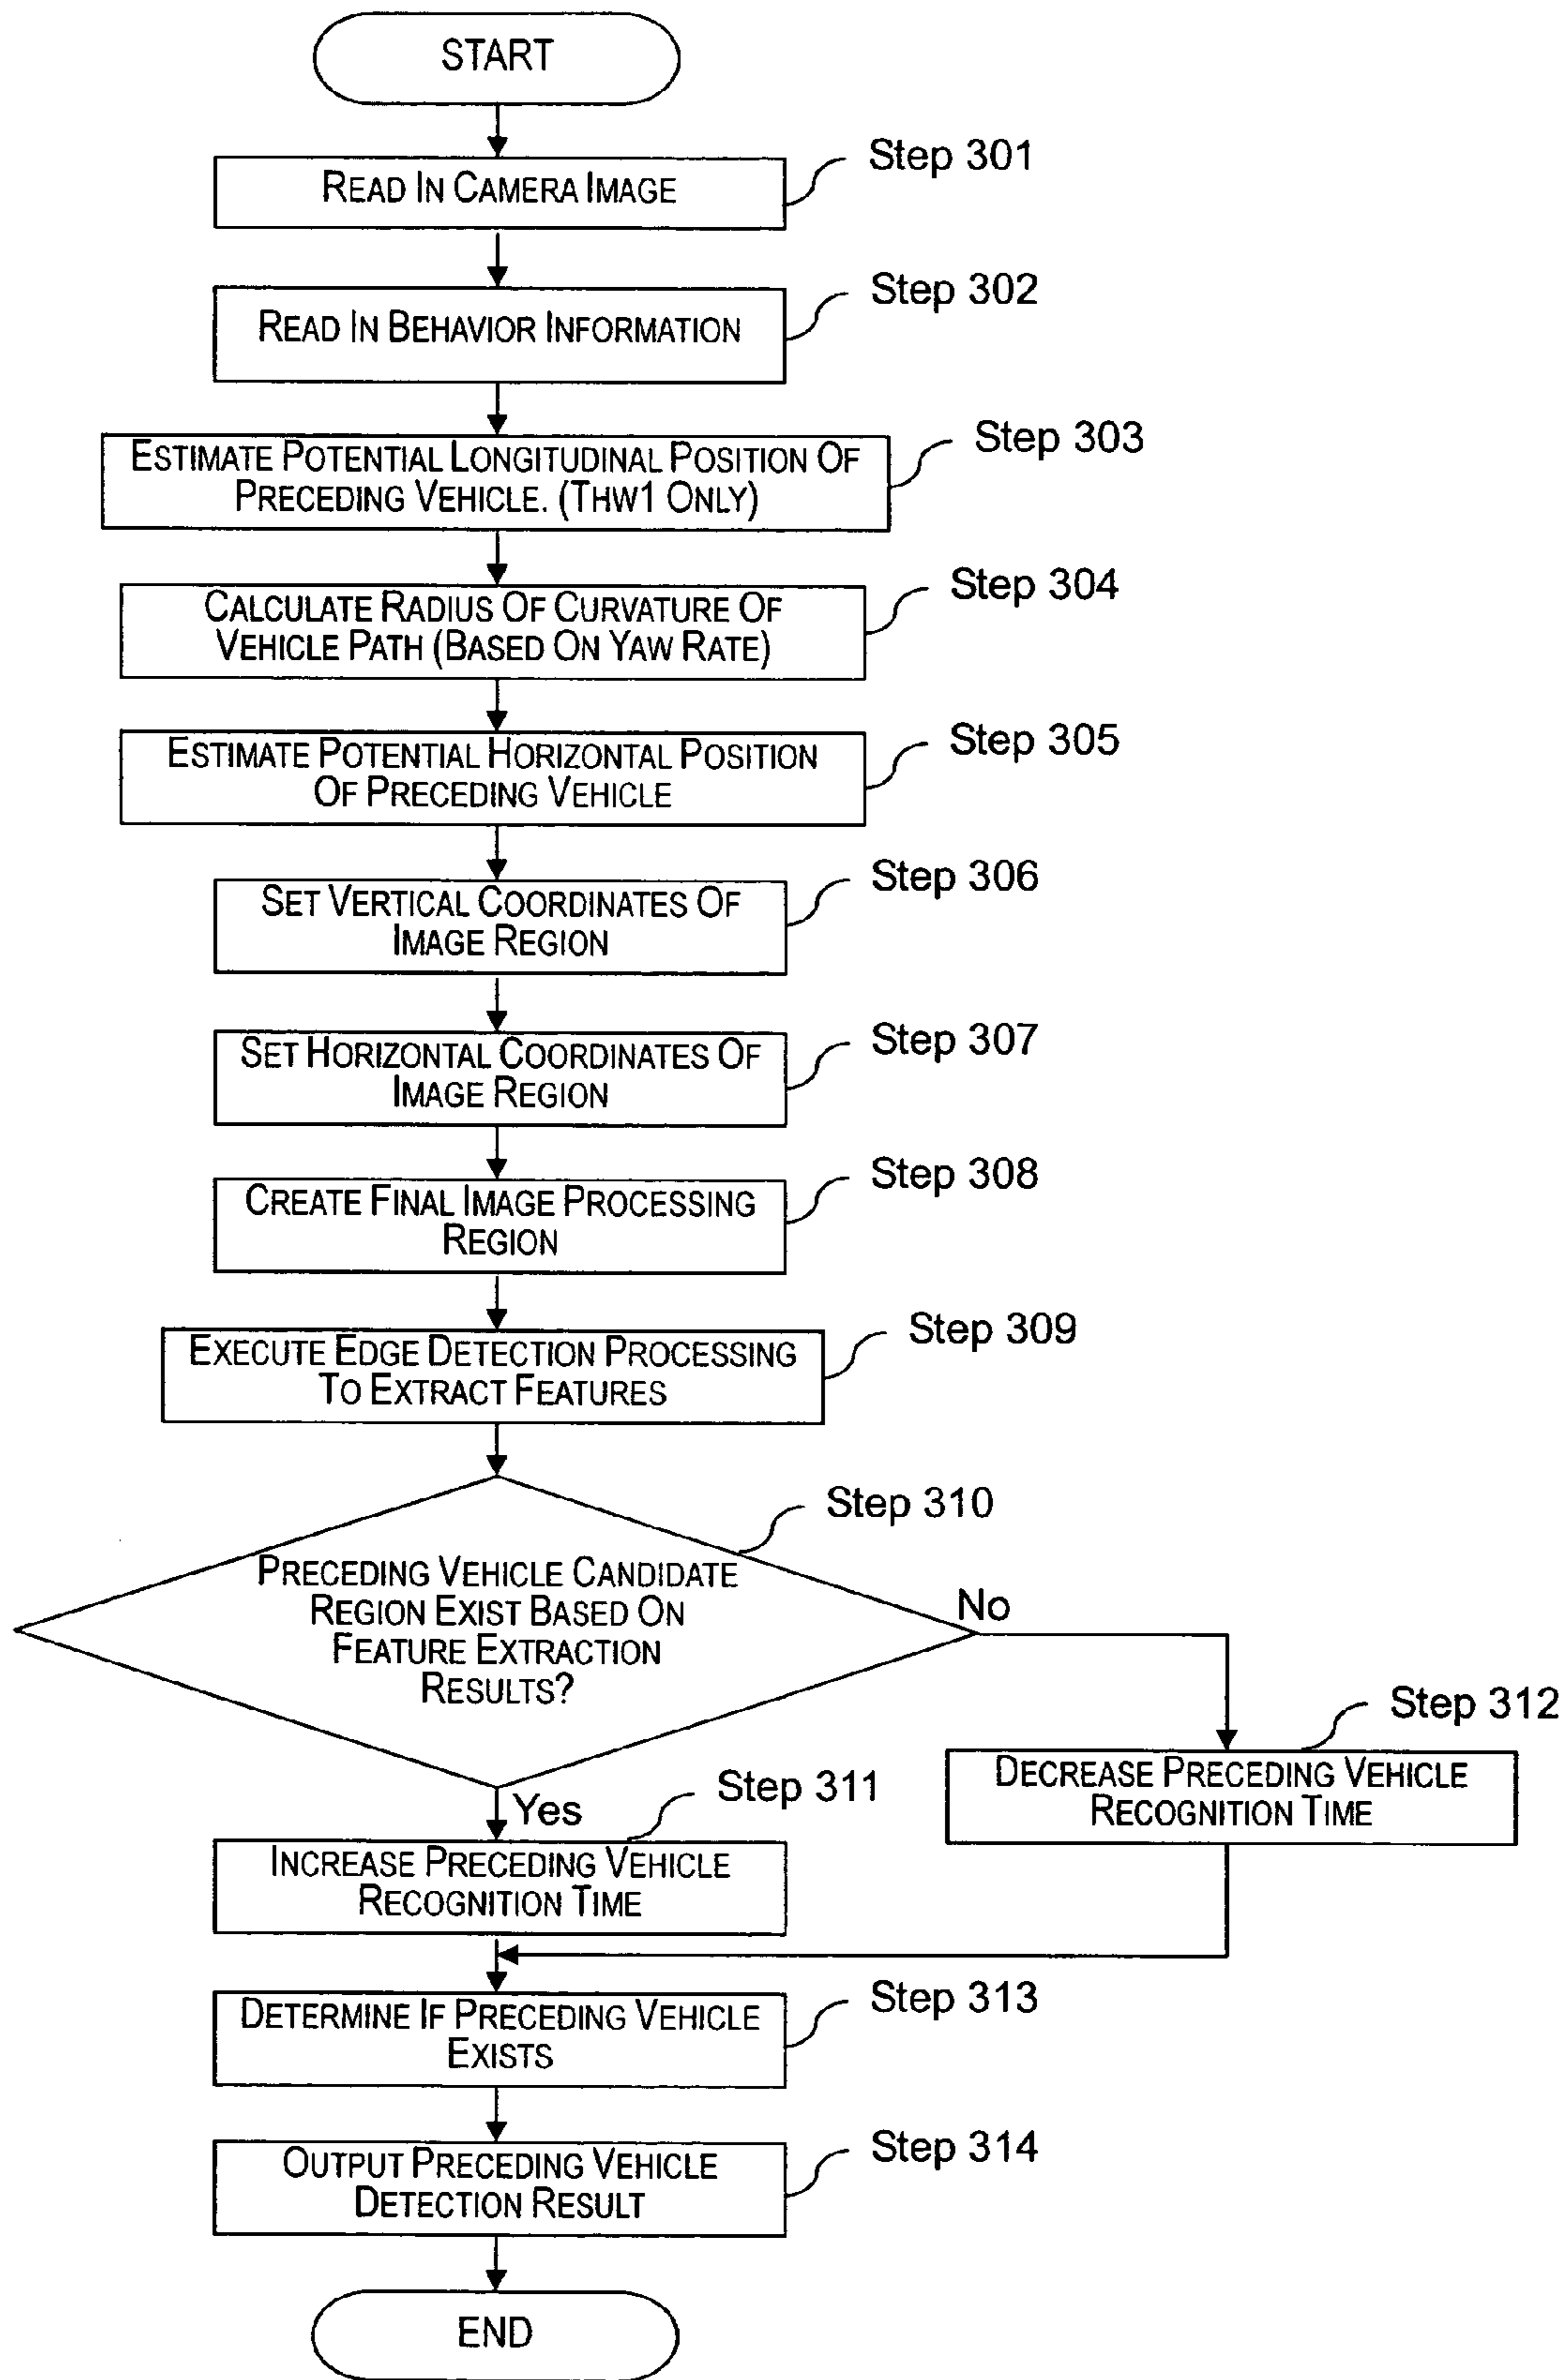 START
READ IN CAMERA IMAGE
Step 301
READ IN BEHAVIOR INFORMATION
Step 302
ESTIMATE POTENTIAL LONGITUDINAL POSITION OF
PRECEDING VEHICLE. (THW1 ONLY)
Step 303
CALCULATE RADIUS OF CURVATURE OF
VEHICLE PATH (BASED ON YAW RATE)
Step 304
ESTIMATE POTENTIAL HORIZONTAL POSITION
OF PRECEDING VEHICLE
Step 305
SET VERTICAL COORDINATES OF
IMAGE REGION
Step 306
SET HORIZONTAL COORDINATES OF
IMAGE REGION
Step 307
CREATE FINAL IMAGE PROCESSING
REGION
Step 308
EXECUTE EDGE DETECTION PROCESSING
TO EXTRACT FEATURES
Step 309
PRECEDING VEHICLE CANDIDATE
REGION EXIST BASED ON
FEATURE EXTRACTION
RESULTS?
Step 310
No
Yes
INCREASE PRECEDING VEHICLE
RECOGNITION TIME
Step 311
DECREASE PRECEDING VEHICLE
RECOGNITION TIME
Step 312
DETERMINE IF PRECEDING VEHICLE
EXISTS
Step 313
OUTPUT PRECEDING VEHICLE
DETECTION RESULT
Step 314
END